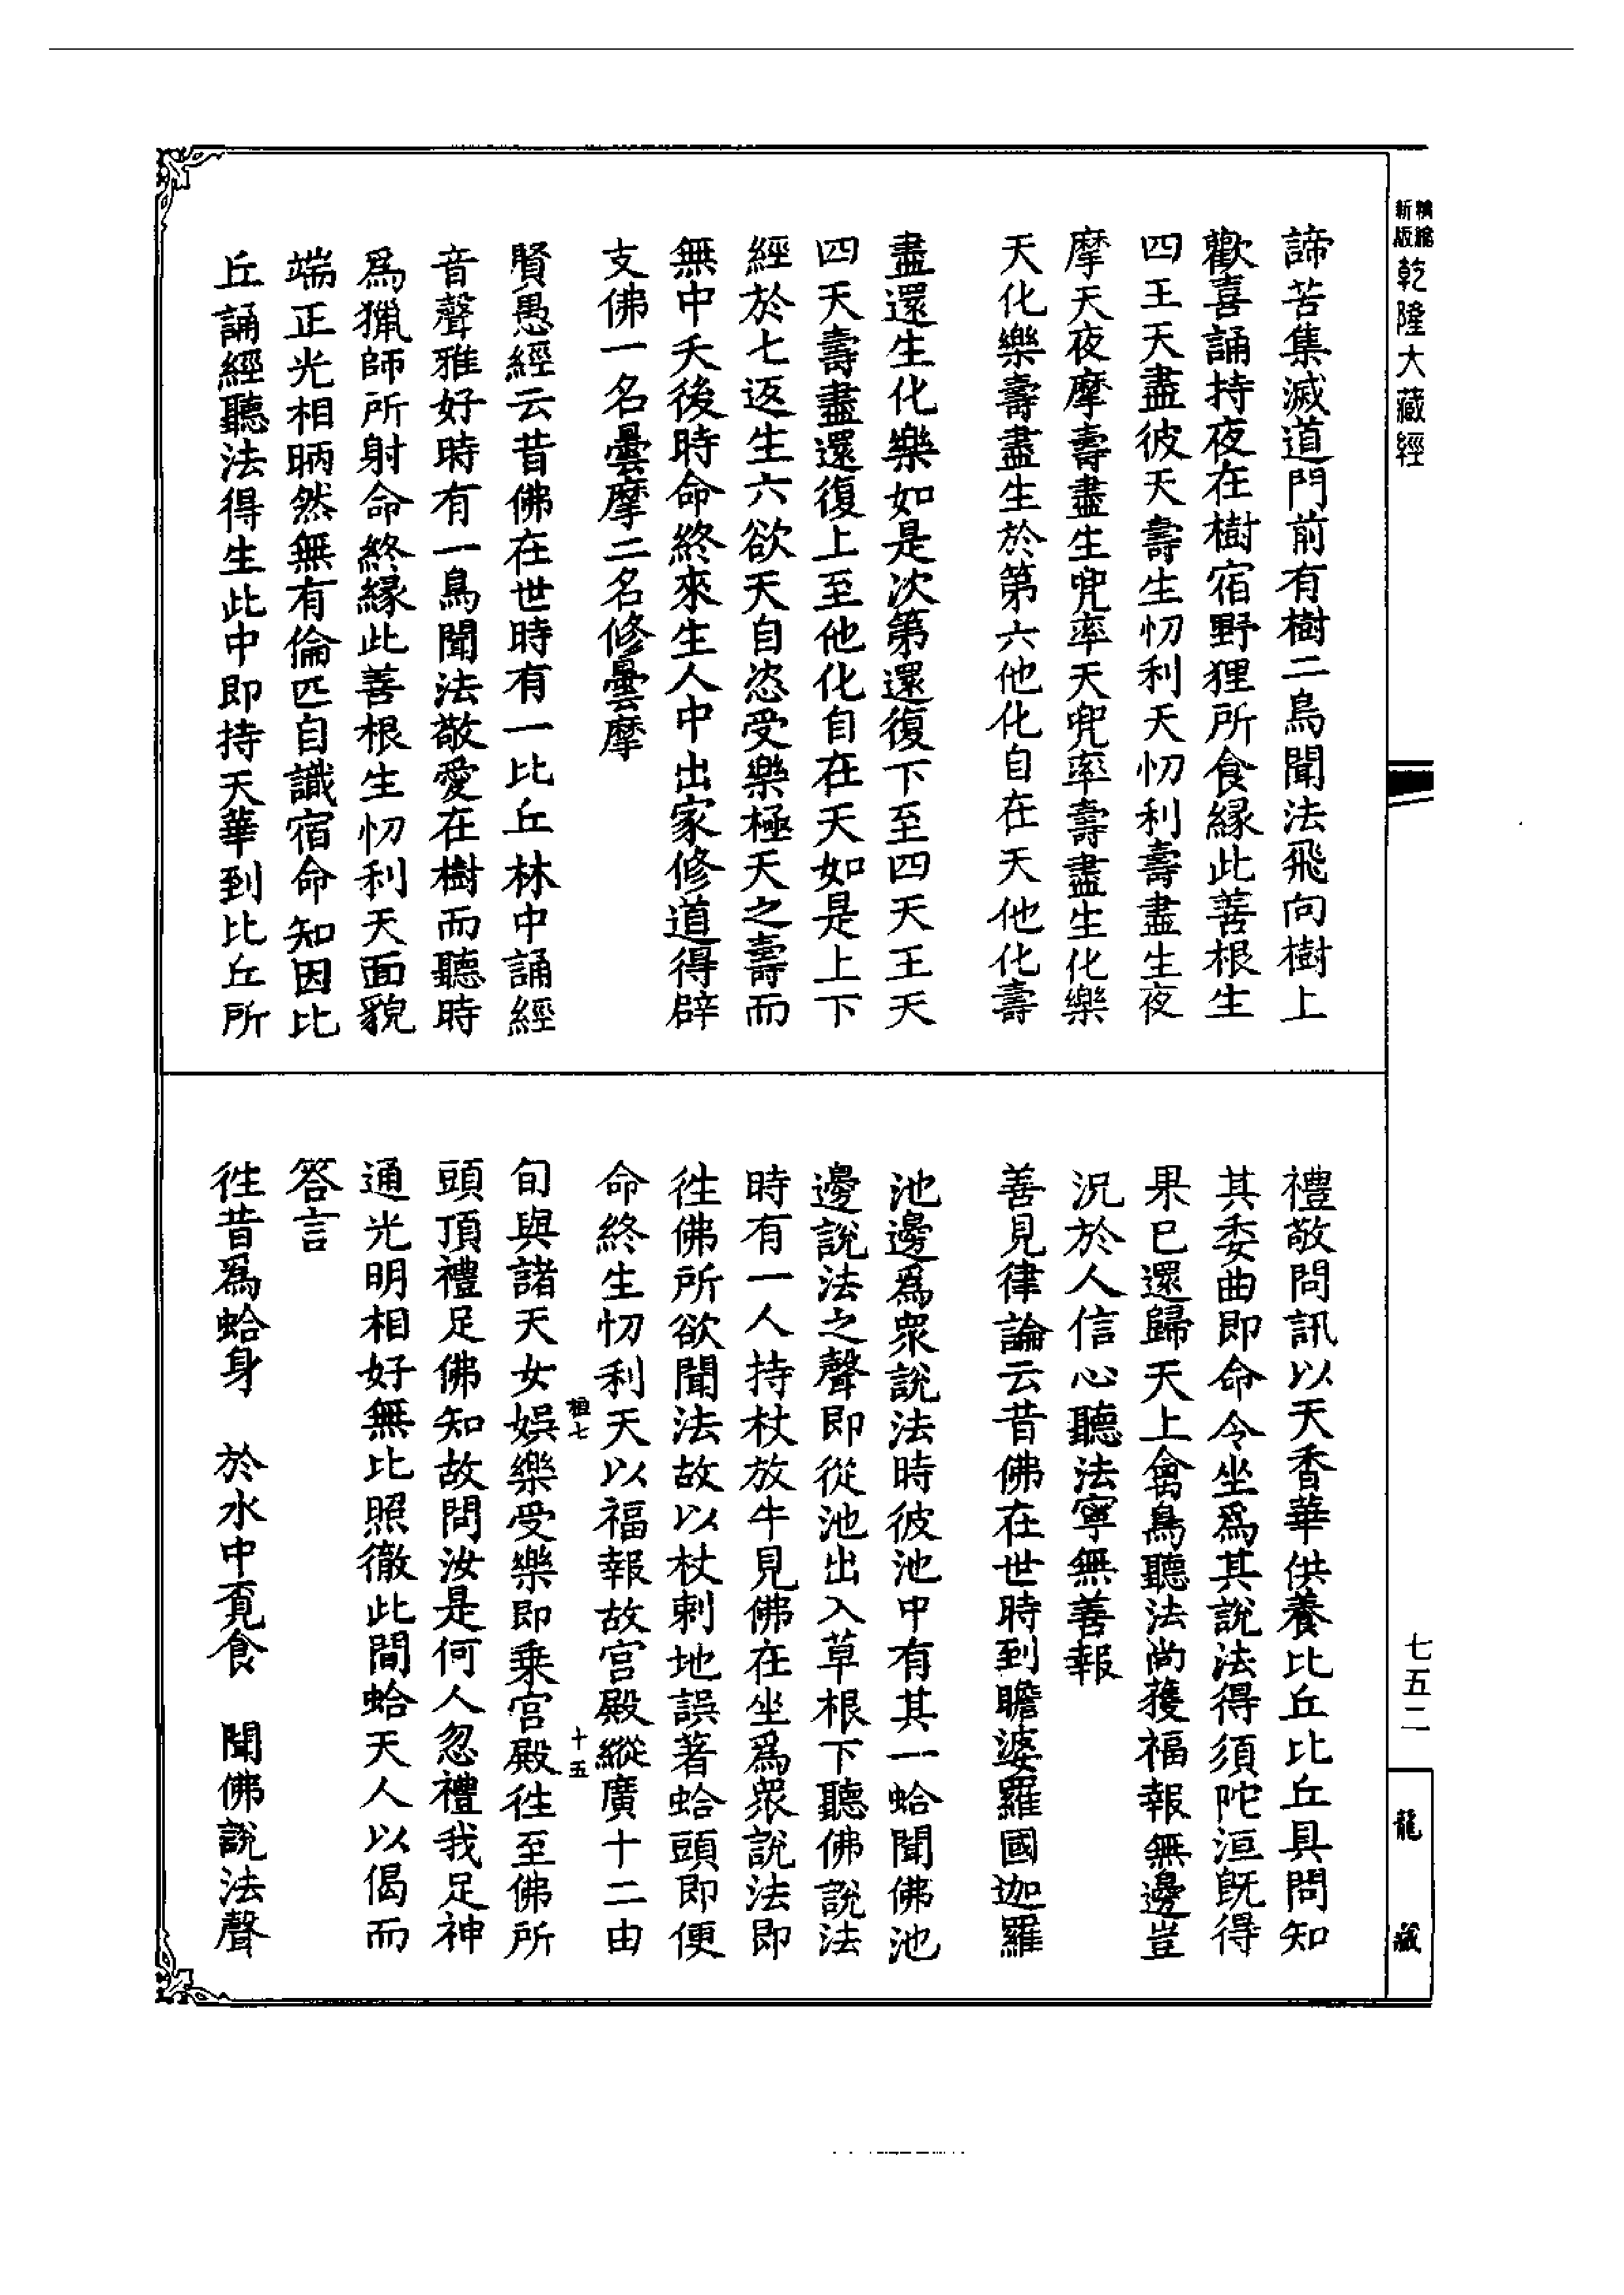 精縮新版乾隆大藏經
諦苦集滅道門前有樹二鳥聞法飛向樹上
歡喜誦持夜在樹宿野狸所食緣此善根生
四王天盡彼天壽生忉利天忉利壽盡生夜
摩天夜摩壽盡生兜率天兜率壽盡生化樂
天化樂壽盡生於第六他化自在天他化壽
盡還生化樂如是次第還復下至四天王天
四天壽盡還復上至他化自在天如是上下
經於七返生六欲天自恣受樂極天之壽而
無中夭後時命終來生人中出家修道得辟
支佛一名曇摩二名修曇摩
賢愚經云昔佛在世時有一比丘林中誦經
音聲雅好時有一鳥聞法敬愛在樹而聽時
爲獵師所射命終緣此善根生忉利天面貌
端正光相昞然無有倫匹自識宿命知因比
丘誦經聽法得生此中即持天華到比丘所
禮敬問訊以天香華供養比丘比丘具問知
其委曲即命令坐爲其說法得須陀洹旣得
果已還歸天上禽鳥聽法尚獲福報無邊豈
況於人信心聽法寧無善報
善見律論云昔佛在世時到瞻婆羅國迦羅
池邊爲衆說法時彼池中有其一蛤聞佛池
邊說法之聲即從池出入草根下聽佛說法
時有一人持杖放牛見佛在坐爲衆說法即
徃佛所欲聞法故以杖刺地誤著蛤頭即便
命終生忉利天以福報故宮殿縱廣十二由
桓七
十五
旬與諸天女娛樂受樂即乗宮殿徃至佛所
頭頂禮足佛知故問汝是何人忽禮我足神
通光明相好無比照徹此間蛤天人以偈而
答言
徃昔爲蛤身　於水中覓食　聞佛說法聲
七五二
龍藏